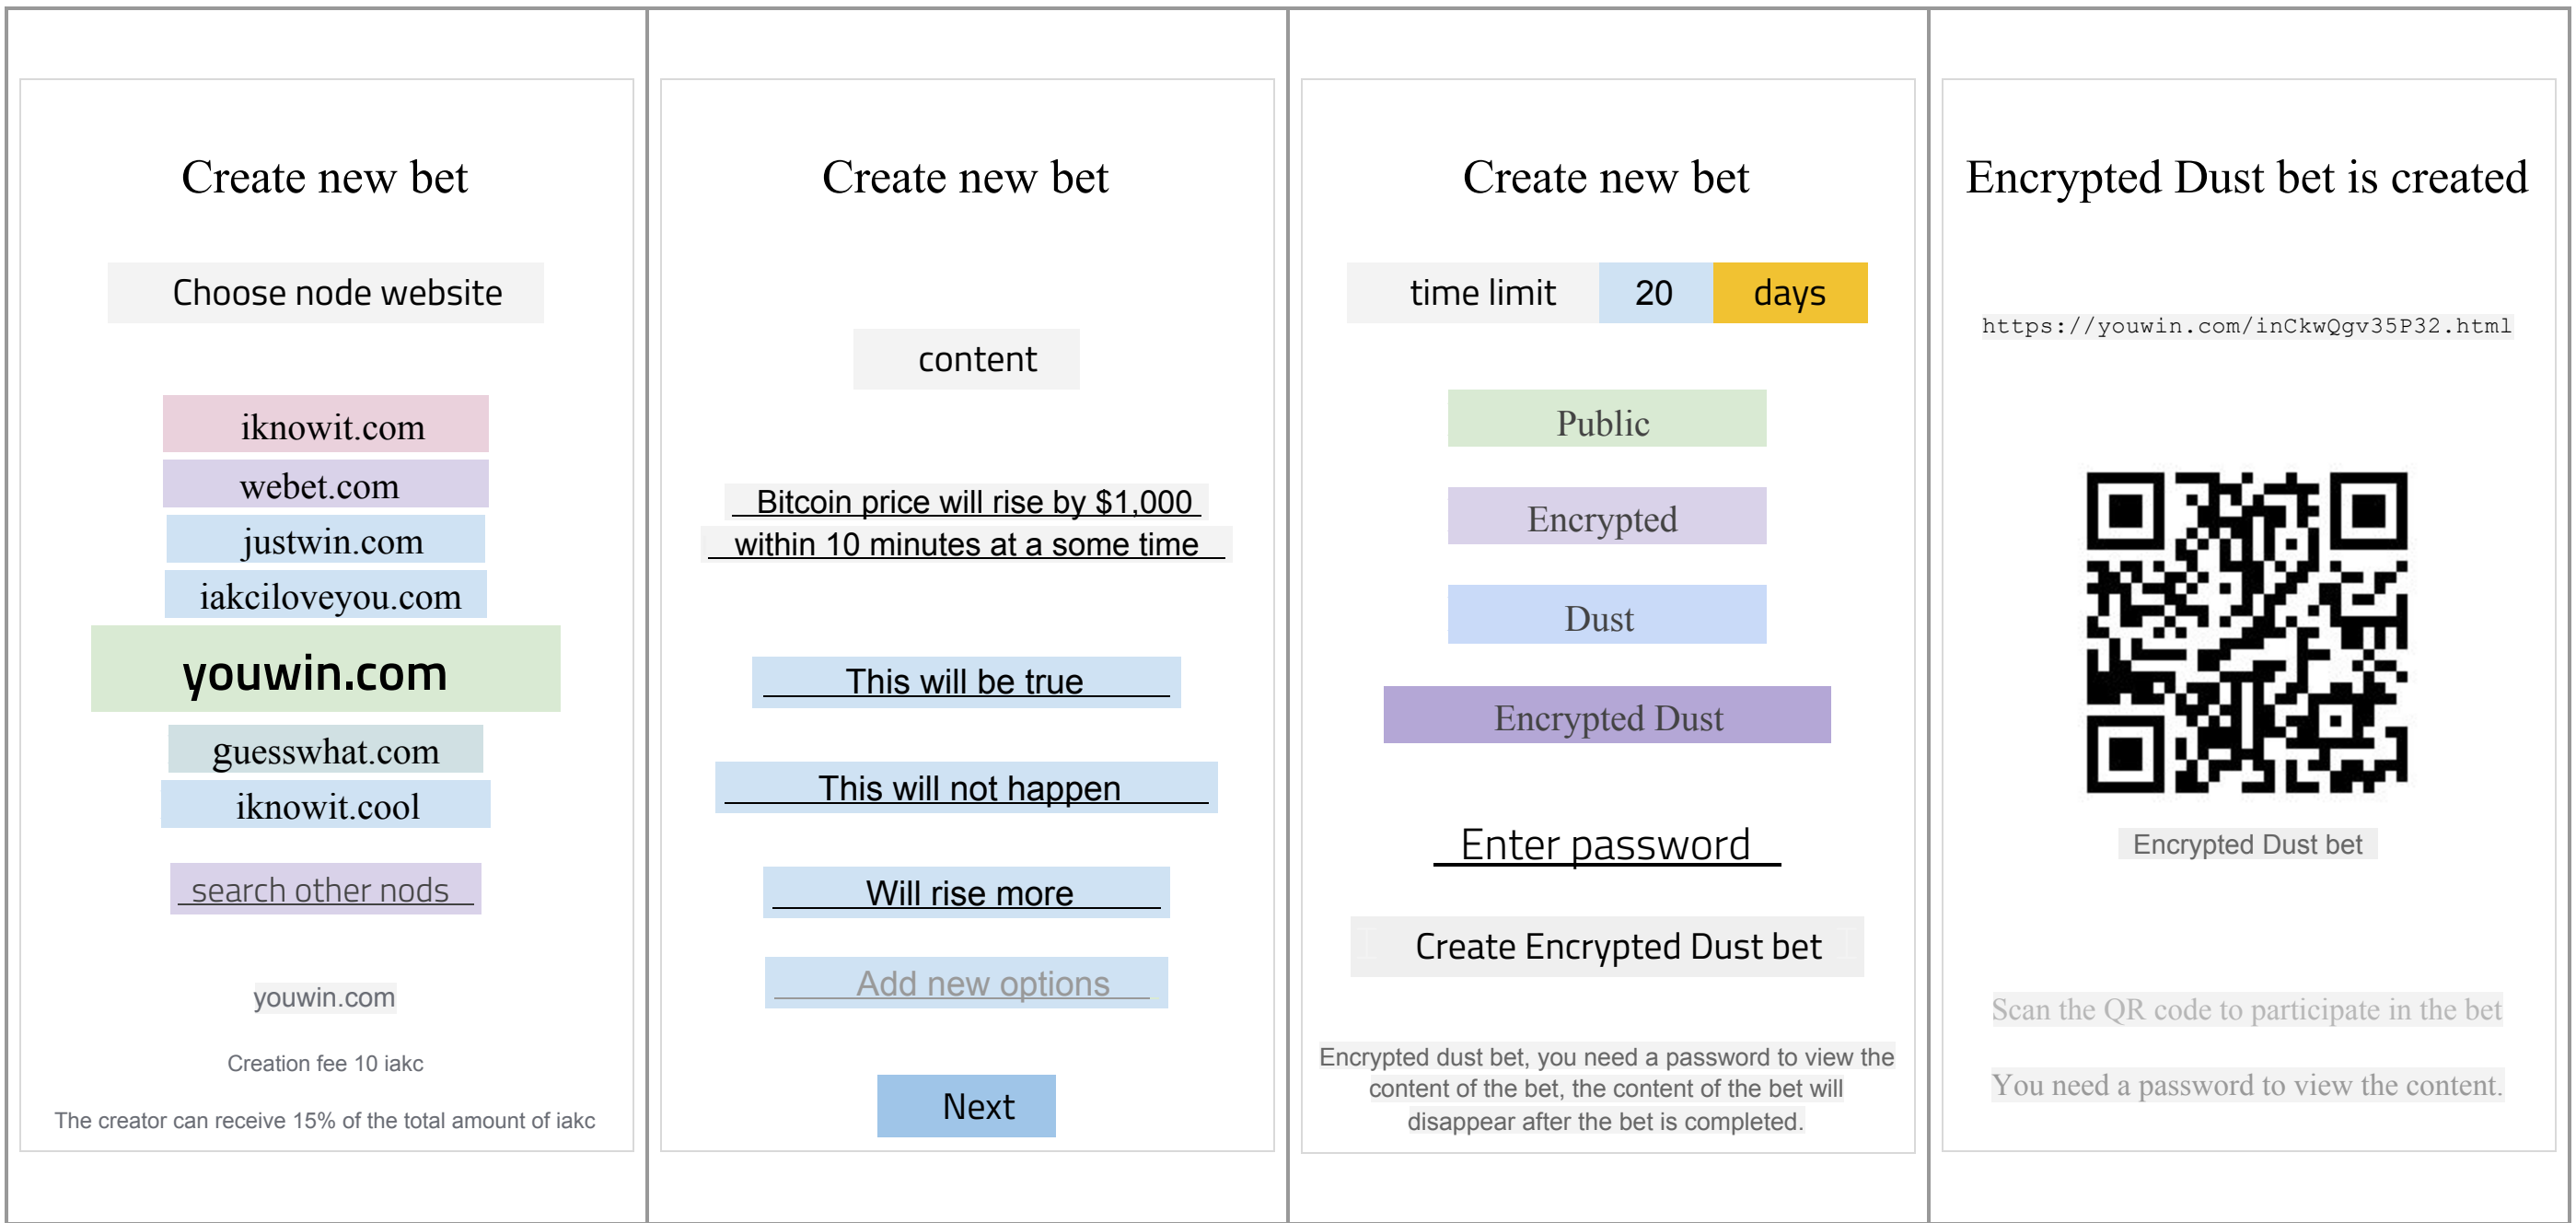 Create new bet
Choose node website
iknowit.com
webet.com
justwin.com
iakciloveyou.com
youwin.com
guesswhat.com
iknowit.cool
search other nods
youwin.com
Creation fee 10 iakc
The creator can receive 15% of the total amount of iakc
Create new bet
content
Bitcoin price will rise by $1,000
within 10 minutes at a some time
This will be true
This will not happen
Will rise more
Add new options
Next
Create new bet
time limit 20 days
Public
Encrypted
Dust
Encrypted Dust
Enter password
Create Encrypted Dust bet
Encrypted dust bet, you need a password to view the
content of the bet, the content of the bet will
disappear after the bet is completed.
Encrypted Dust bet is created
https://youwin.com/inCkwQgv35P32.html
Encrypted Dust bet
Scan the QR code to participate in the bet
You need a password to view the content.